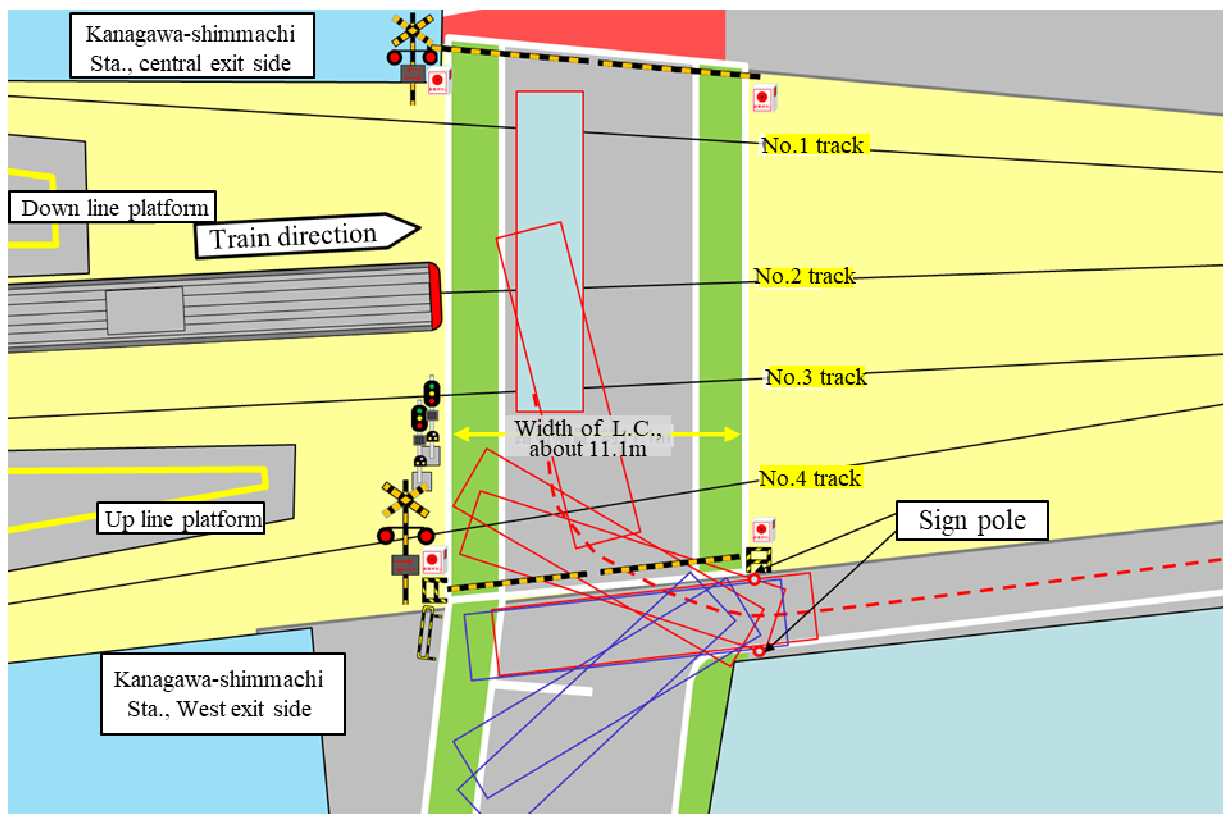 Kanagawa-shimmachi
Sta., central exit side
No.1 track
Down line platform
Train direction
No.2 track
No.3 track
Width of L.C.,
about 11.1m
No.4 track
Up line platform
Sign pole
Kanagawa-shimmachi
Sta., West exit side